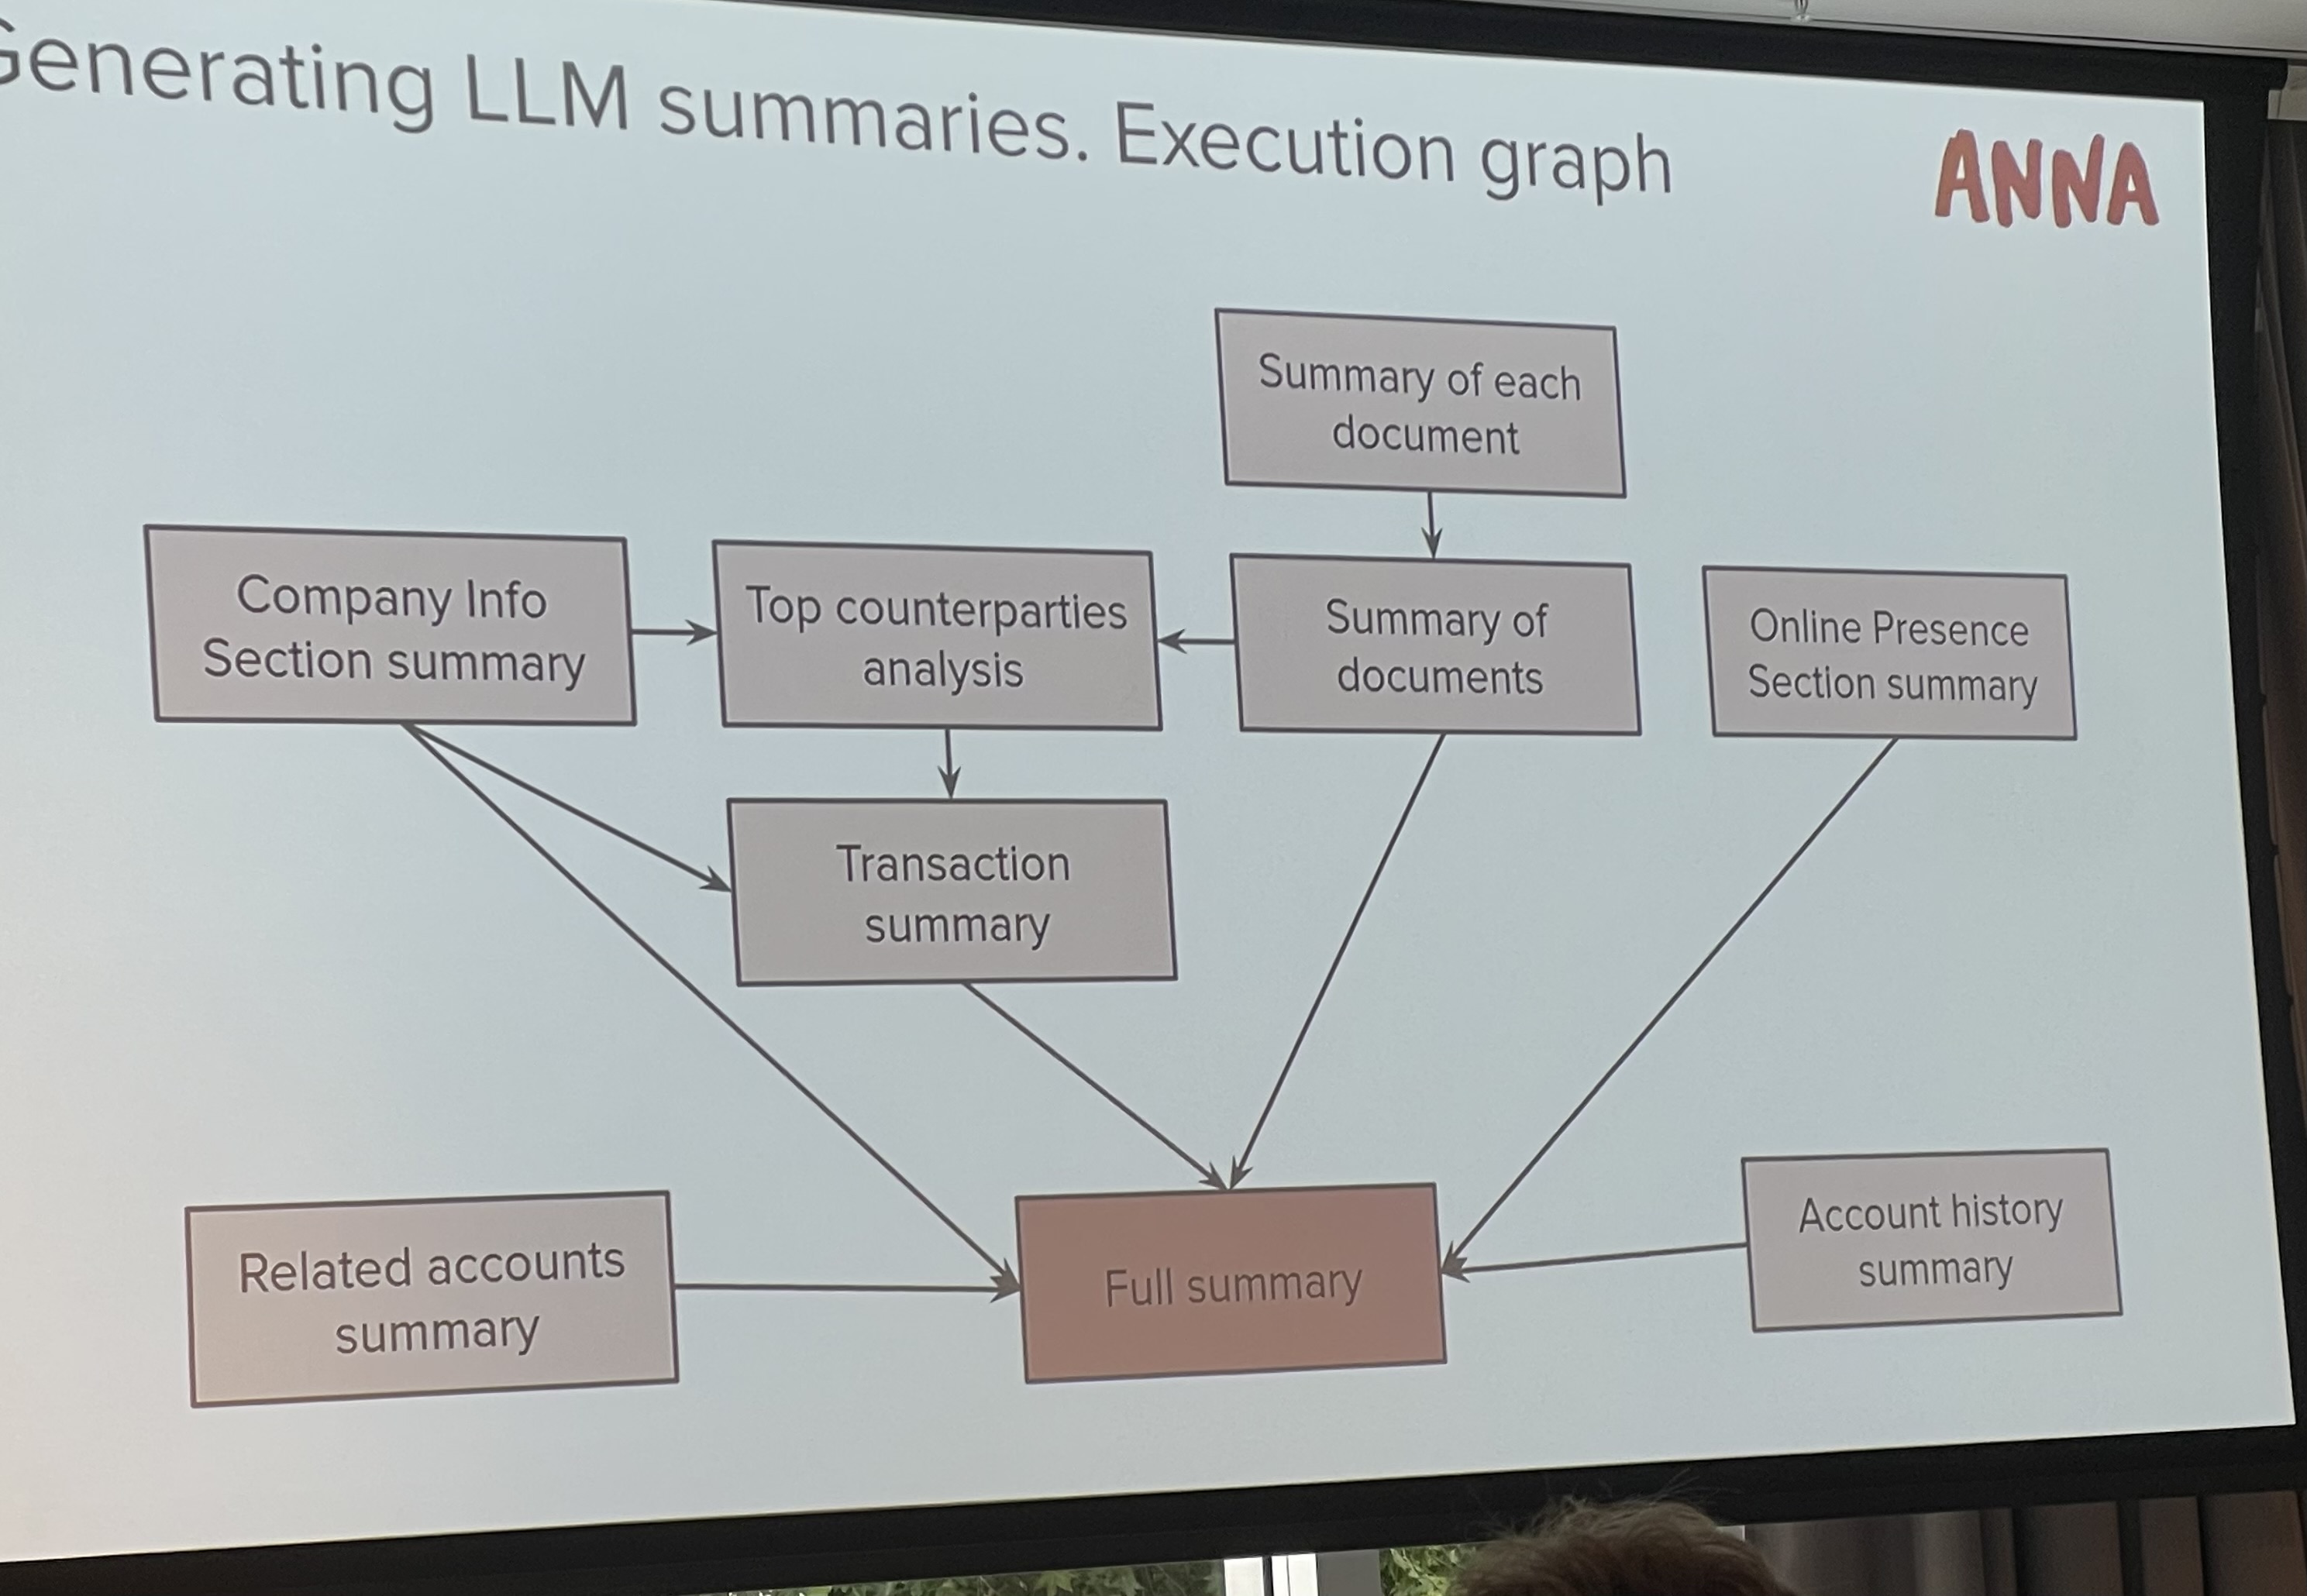 Generating LLM summaries. Execution graph
ANNA
Summary of each
document
Company Info
Section summary
Top counterparties
analysis
Summary of
documents
Online Presence
Section summary
Transaction
summary
Related accounts
summary
Full summary
Account history
summary